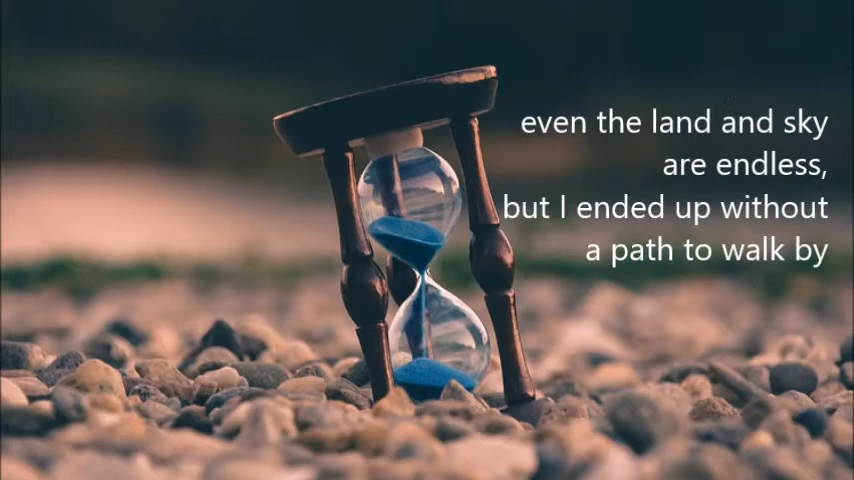 even the land and sky
are endless,
but I ended up without
a path to walk by